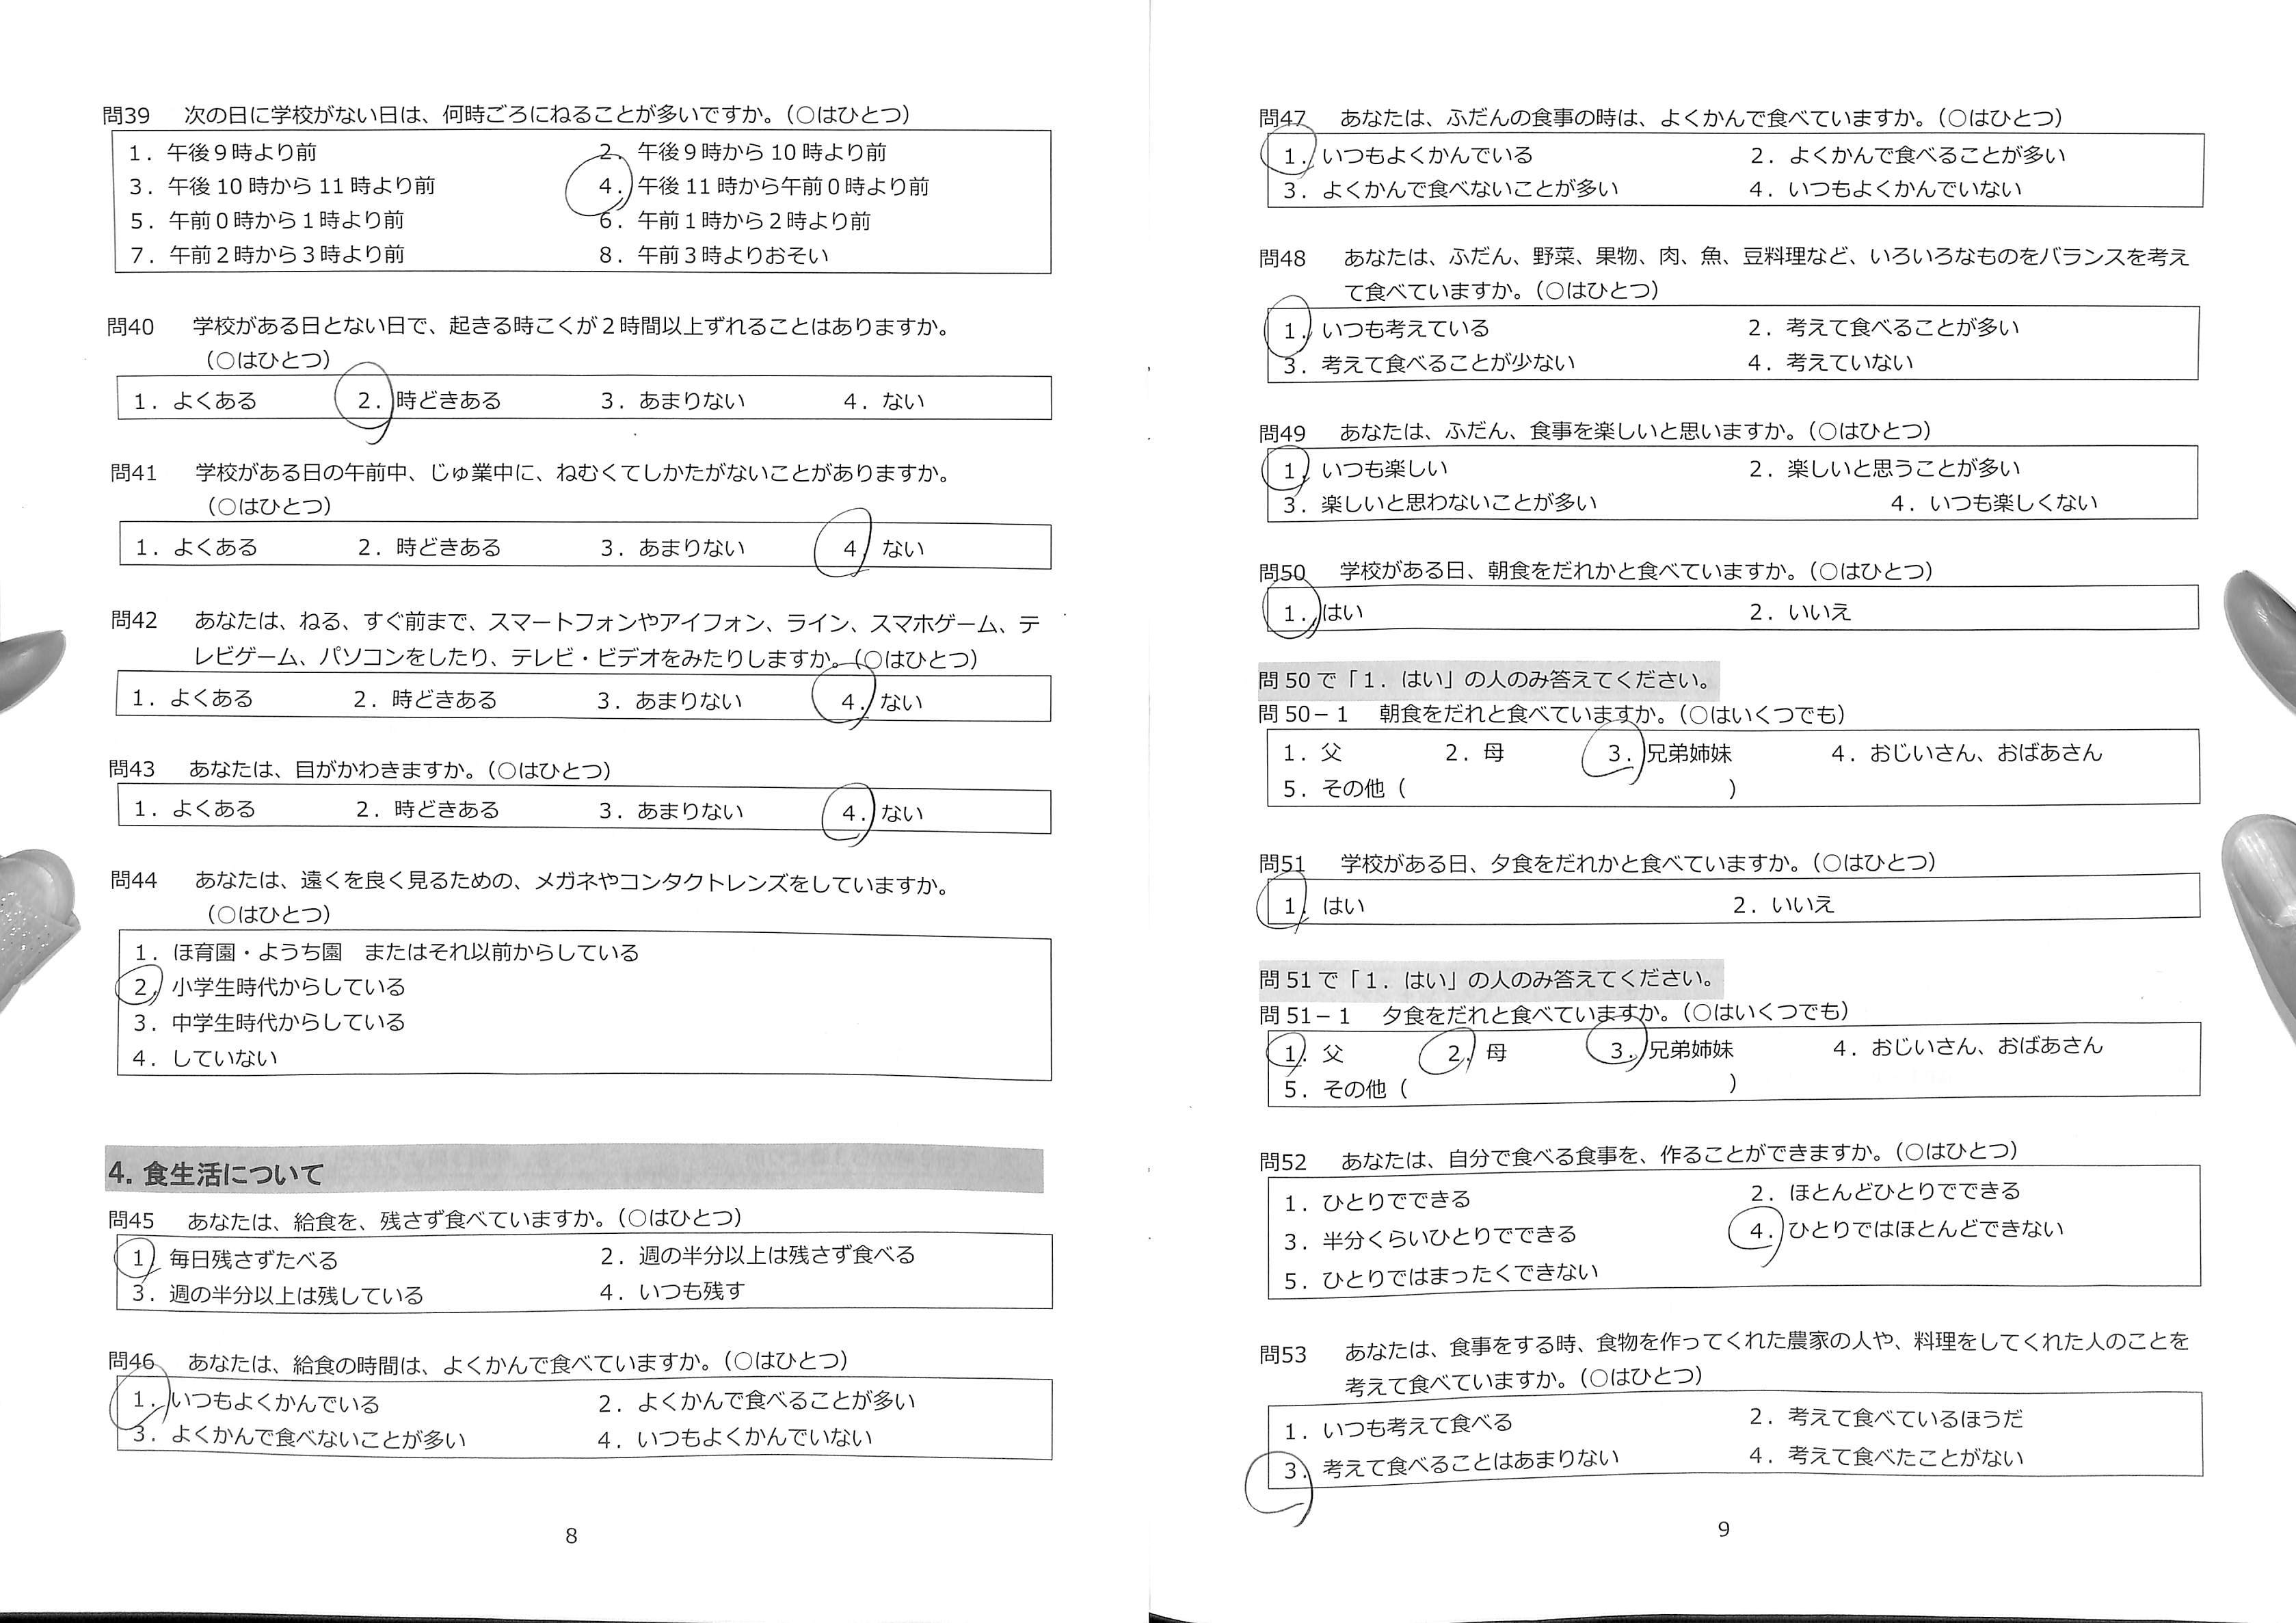 問39　次の日に学校がない日は、何時ごろにねることが多いですか。（○はひとつ）
1．午後９時より前　2．午後９時から 10 時より前
3．午後 10 時から 11 時より前　4．午後 11 時から午前０時より前
5．午前０時から１時より前　6．午前１時から２時より前
7．午前２時から３時より前　8．午前３時よりおそい
問40　学校がある日とない日で、起きる時こくが２時間以上ずれることはありますか。
（○はひとつ）
1．よくある　2．時どきある　3．あまりない　4．ない
問41　学校がある日の午前中、じゅ業中に、ねむくてしかたがないことがありますか。
（○はひとつ）
1．よくある　2．時どきある　3．あまりない　4．ない
問42　あなたは、ねる、すぐ前まで、スマートフォンやアイフォン、ライン、スマホゲーム、テ
レビゲーム、パソコンをしたり、テレビ・ビデオをみたりしますか。（○はひとつ）
1．よくある　2．時どきある　3．あまりない　4．ない
問43　あなたは、目がかわきますか。（○はひとつ）
1．よくある　2．時どきある　3．あまりない　4．ない
問44　あなたは、遠くを良く見るための、メガネやコンタクトレンズをしていますか。
（○はひとつ）
1．ほ育園・ようち園　またはそれ以前からしている
2．小学生時代からしている
3．中学生時代からしている
4．していない
4. 食生活について
問45　あなたは、給食を、残さず食べていますか。（○はひとつ）
1．毎日残さずたべる　2．週の半分以上は残さず食べる
3．週の半分以上は残している　4．いつも残す
問46　あなたは、給食の時間は、よくかんで食べていますか。（○はひとつ）
1．いつもよくかんでいる　2．よくかんで食べることが多い
3．よくかんで食べないことが多い　4．いつもよくかんでいない
8
問47　あなたは、ふだんの食事の時は、よくかんで食べていますか。（○はひとつ）
1．いつもよくかんでいる　2．よくかんで食べることが多い
3．よくかんで食べないことが多い　4．いつもよくかんでいない
問48　あなたは、ふだん、野菜、果物、肉、魚、豆料理など、いろいろなものをバランスを考え
て食べていますか。（○はひとつ）
1．いつも考えている　2．考えて食べることが多い
3．考えて食べることが少ない　4．考えていない
問49　あなたは、ふだん、食事を楽しいと思いますか。（○はひとつ）
1．いつも楽しい　2．楽しいと思うことが多い
3．楽しいと思わないことが多い　4．いつも楽しくない
問50　学校がある日、朝食をだれかと食べていますか。（○はひとつ）
1．はい　2．いいえ
問 50 で「１．はい」の人のみ答えてください。
問 50－１　朝食をだれと食べていますか。（○はいくつでも）
1．父　2．母　3．兄弟姉妹　4．おじいさん、おばあさん
5．その他（　　　　　　　　　）
問51　学校がある日、夕食をだれかと食べていますか。（○はひとつ）
1．はい　2．いいえ
問 51 で「１．はい」の人のみ答えてください。
問 51－１　夕食をだれと食べていますか。（○はいくつでも）
1．父　2．母　3．兄弟姉妹　4．おじいさん、おばあさん
5．その他（　　　　　　　　　）
問52　あなたは、自分で食べる食事を、作ることができますか。（○はひとつ）
1．ひとりでできる　2．ほとんどひとりでできる
3．半分くらいひとりでできる　4．ひとりではほとんどできない
5．ひとりではまったくできない
問53　あなたは、食事をする時、食物を作ってくれた農家の人や、料理をしてくれた人のことを
考えて食べていますか。（○はひとつ）
1．いつも考えて食べる　2．考えて食べているほうだ
3．考えて食べることはあまりない　4．考えて食べたことがない
9